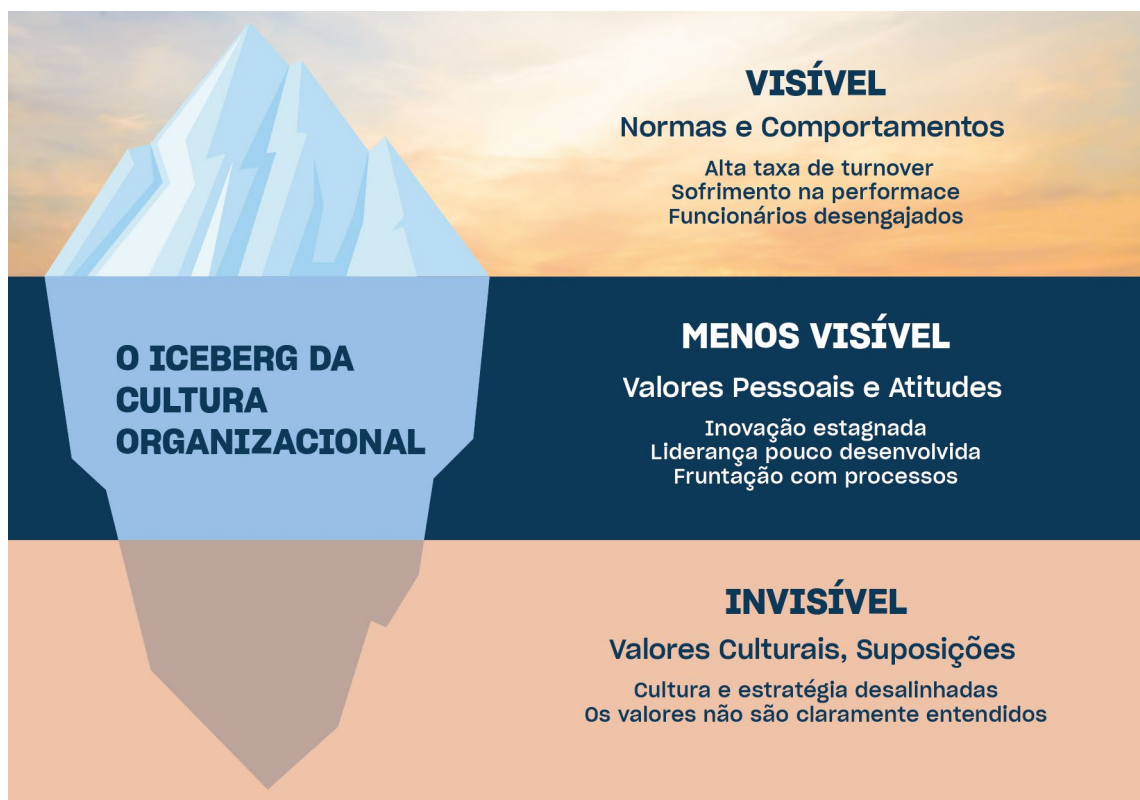 VISÍVEL
Normas e Comportamentos
Alta taxa de turnover
Sofrimento na performace
Funcionários desengajados
O ICEBERG DA
CULTURA
ORGANIZACIONAL
MENOS VISÍVEL
Valores Pessoais e Atitudes
Inovação estagnada
Liderança pouco desenvolvida
Fruntação com processos
INVISÍVEL
Valores Culturais, Suposições
Cultura e estratégia desalinhadas
Os valores não são claramente entendidos